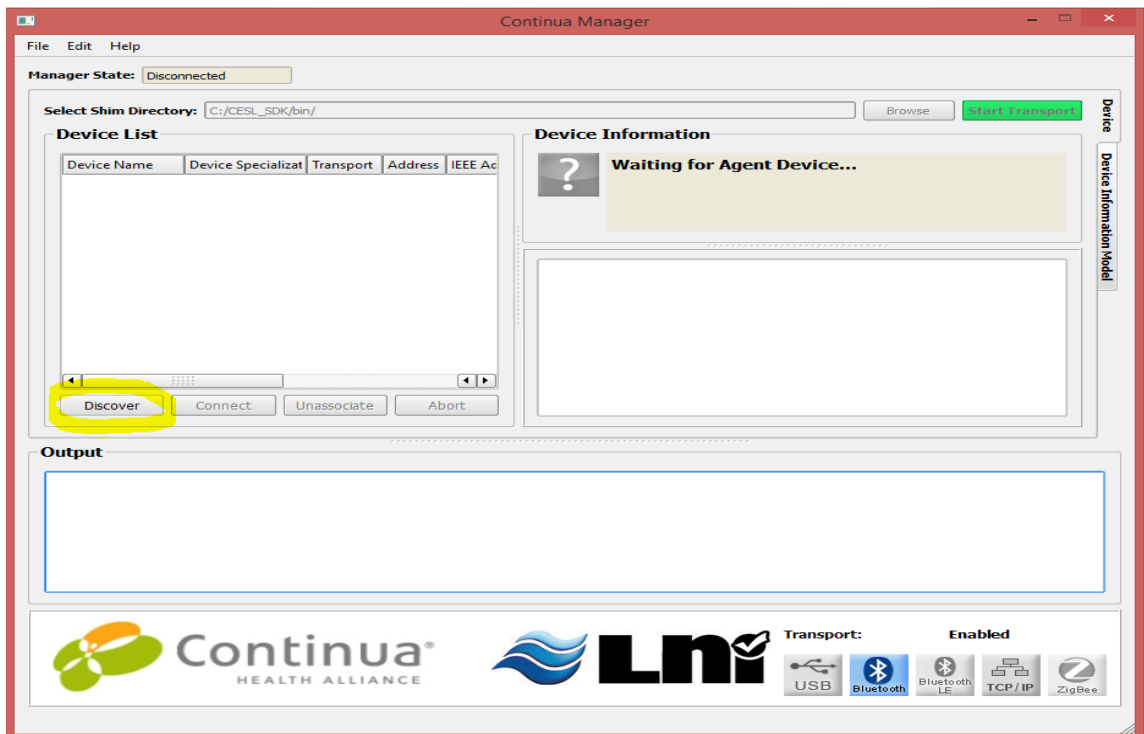 Continua Manager
File Edit Help
Manager State: Disconnected
Select Shim Directory: C:/CESL_SDK/bin/ Browse Start Transport
Device
Device Information Model
Device List
Device Name Device Specializat Transport Address IEEE Ad
Discover Connect Unassociate Abort
Device Information
?
Waiting for Agent Device...
Output
Continua®
HEALTH ALLIANCE
LNI
Transport: Enabled
USB Bluetooth Bluetooth LE TCP/IP ZigBee